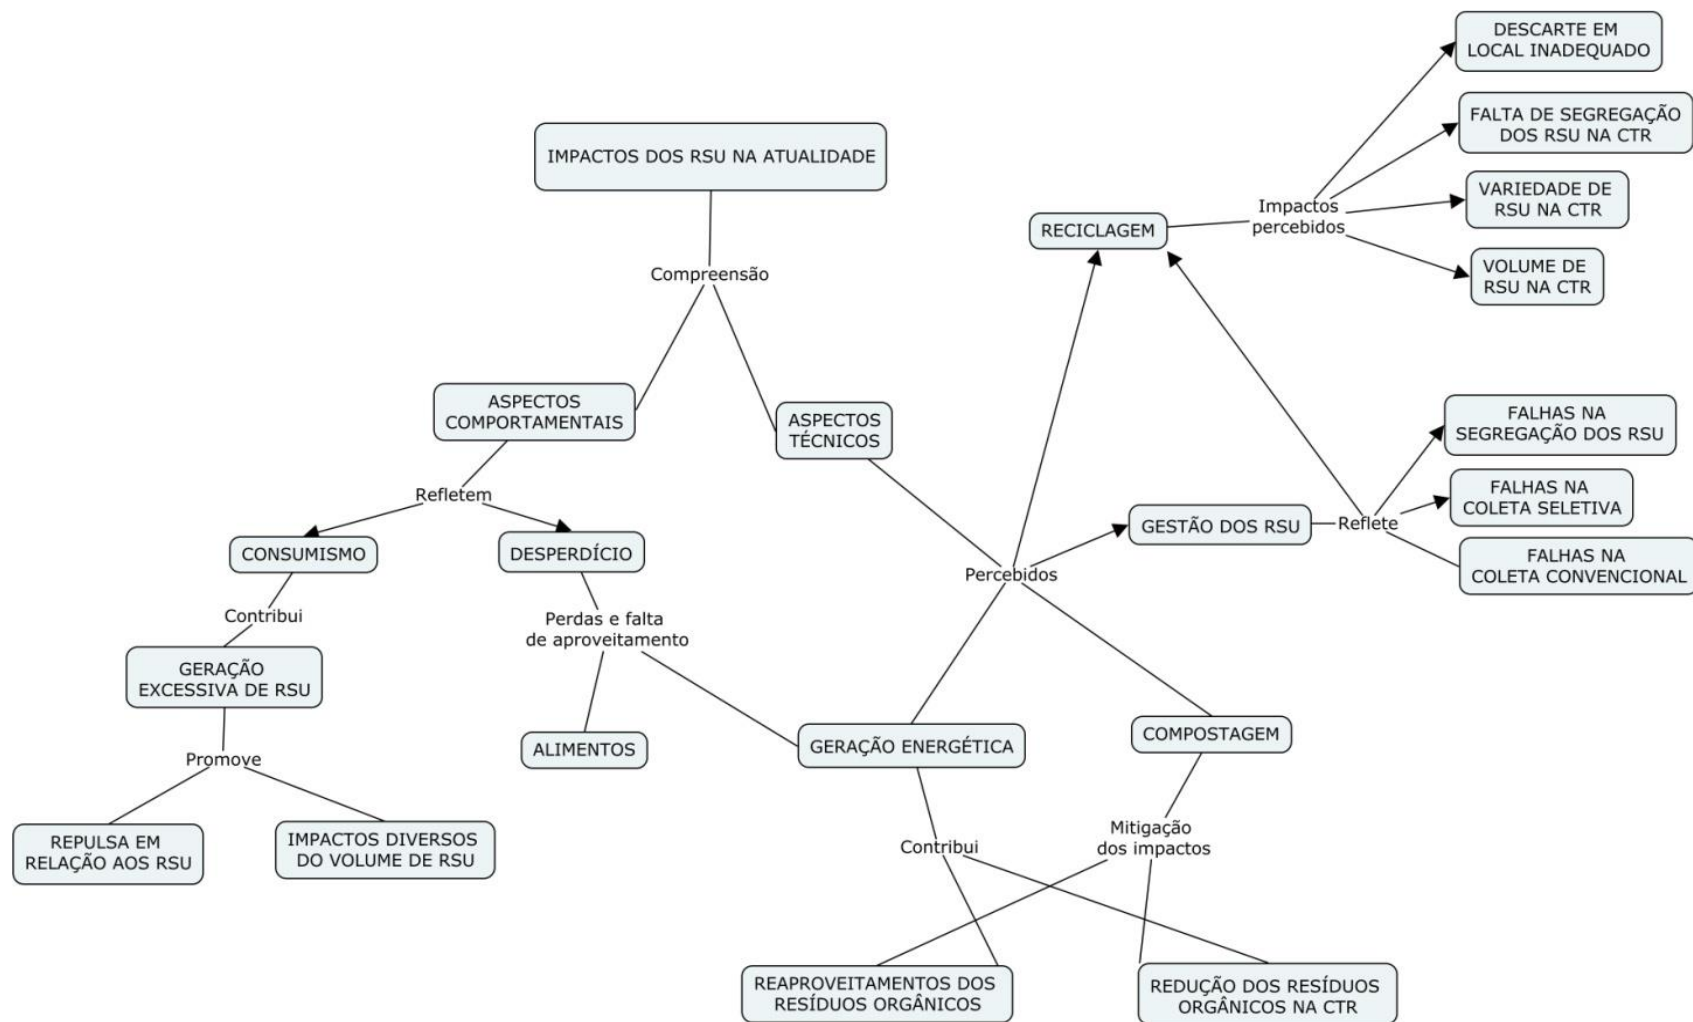 DESCARTE EM
LOCAL INADEQUADO
FALTA DE SEGREGAÇÃO
DOS RSU NA CTR
IMPACTOS DOS RSU NA ATUALIDADE
VARIEDADE DE
RSU NA CTR
Impactos
percebidos
RECICLAGEM
VOLUME DE
RSU NA CTR
Compreensão
ASPECTOS
COMPORTAMENTAIS
ASPECTOS
TÉCNICOS
FALHAS NA
SEGREGAÇÃO DOS RSU
Refletem
FALHAS NA
COLETA SELETIVA
GESTÃO DOS RSU
Reflete
CONSUMISMO
DESPERDÍCIO
FALHAS NA
COLETA CONVENCIONAL
Percebidos
Contribui
Perdas e falta
de aproveitamento
GERAÇÃO
EXCESSIVA DE RSU
ALIMENTOS
GERAÇÃO ENERGÉTICA
COMPOSTAGEM
Promove
REPULSA EM
RELAÇÃO AOS RSU
IMPACTOS DIVERSOS
DO VOLUME DE RSU
Contribui
Mitigação
dos impactos
REAPROVEITAMENTOS DOS
RESÍDUOS ORGÂNICOS
REDUÇÃO DOS RESÍDUOS
ORGÂNICOS NA CTR